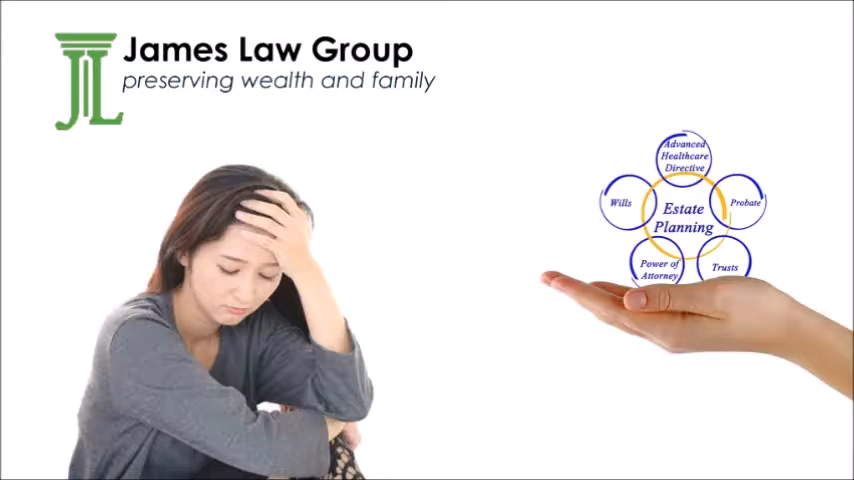 James Law Group
preserving wealth and family
Advanced
Healthcare
Directive
Wills
Probate
Estate
Planning
Power of
Attorney
Trusts